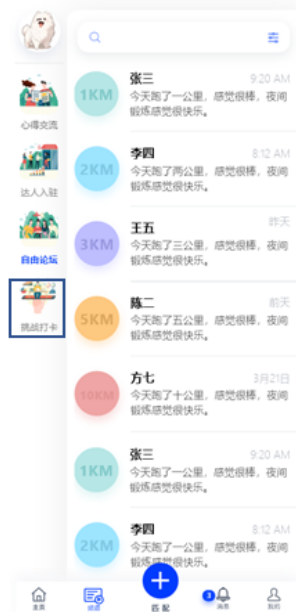 心得交流
达人入驻
自由论坛
挑战打卡
1KM
张三
9:20 AM
今天跑了一公里，感觉很棒，夜间
锻炼感觉很快乐。
2KM
李四
8:12 AM
今天跑了两公里，感觉很棒，夜间
锻炼感觉很快乐。
3KM
王五
昨天
今天跑了三公里，感觉很棒，夜间
锻炼感觉很快乐。
5KM
陈二
前天
今天跑了五公里，感觉很棒，夜间
锻炼感觉很快乐。
10KM
方七
3月21日
今天跑了十公里，感觉很棒，夜间
锻炼感觉很快乐。
1KM
张三
9:20 AM
今天跑了一公里，感觉很棒，夜间
锻炼感觉很快乐。
2KM
李四
8:12 AM
今天跑了两公里，感觉很棒，夜间
锻炼感觉很快乐。
主页
匹配
3
消息
我的